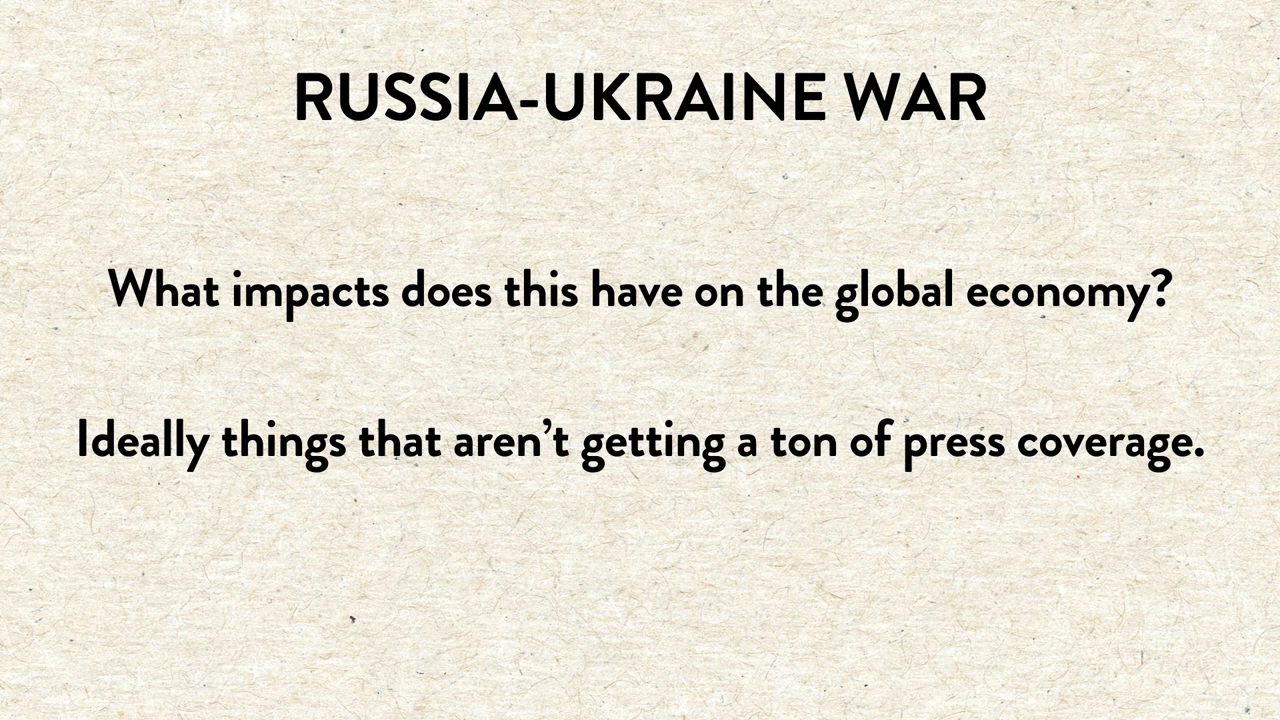 RUSSIA-UKRAINE WAR
What impacts does this have on the global economy?
Ideally things that aren’t getting a ton of press coverage.